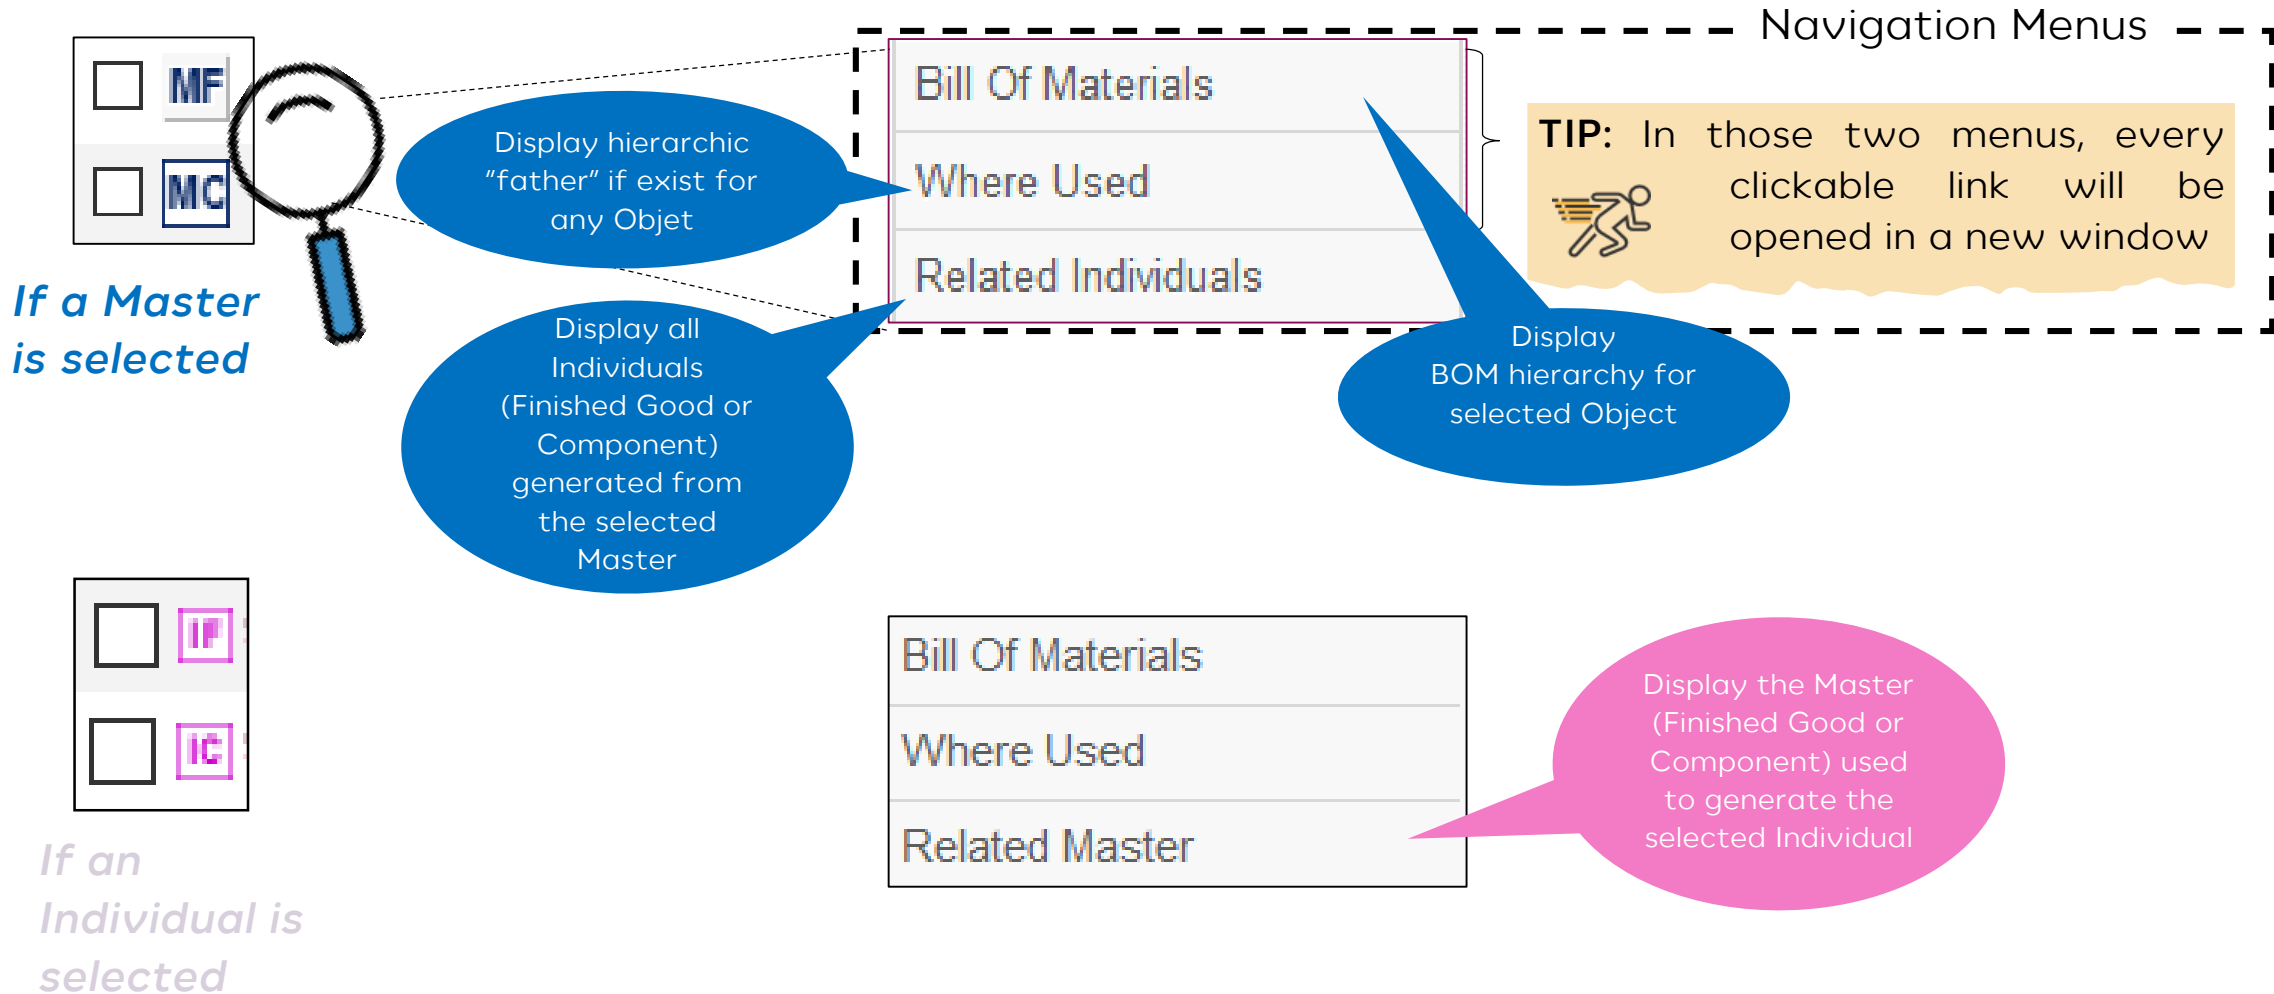 Navigation Menus
MF
MC
If a Master
is selected
Display hierarchic
“father” if exist for
any Objet
Bill Of Materials
Where Used
Related Individuals
TIP: In those two menus, every
clickable link will be
opened in a new window
Display all
Individuals
(Finished Good or
Component)
generated from
the selected
Master
Display
BOM hierarchy for
selected Object
IF
IC
If an
Individual is
selected
Bill Of Materials
Where Used
Related Master
Display the Master
(Finished Good or
Component) used
to generate the
selected Individual